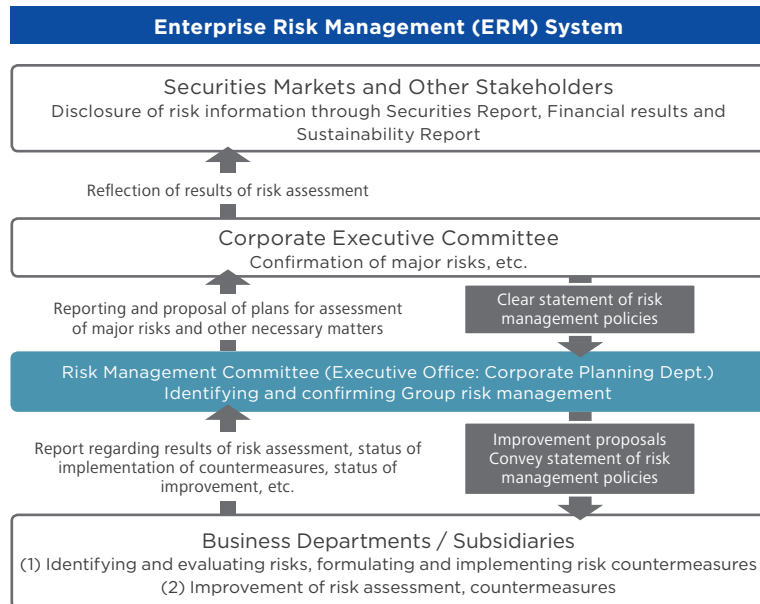 Enterprise Risk Management (ERM) System
Securities Markets and Other Stakeholders
Disclosure of risk information through Securities Report, Financial results and
Sustainability Report
Reflection of results of risk assessment
Corporate Executive Committee
Confirmation of major risks, etc.
Reporting and proposal of plans for assessment
of major risks and other necessary matters
Clear statement of risk
management policies
Risk Management Committee (Executive Office: Corporate Planning Dept.)
Identifying and confirming Group risk management
Report regarding results of risk assessment, status of
implementation of countermeasures, status of
improvement, etc.
Improvement proposals
Convey statement of risk
management policies
Business Departments / Subsidiaries
(1) Identifying and evaluating risks, formulating and implementing risk countermeasures
(2) Improvement of risk assessment, countermeasures